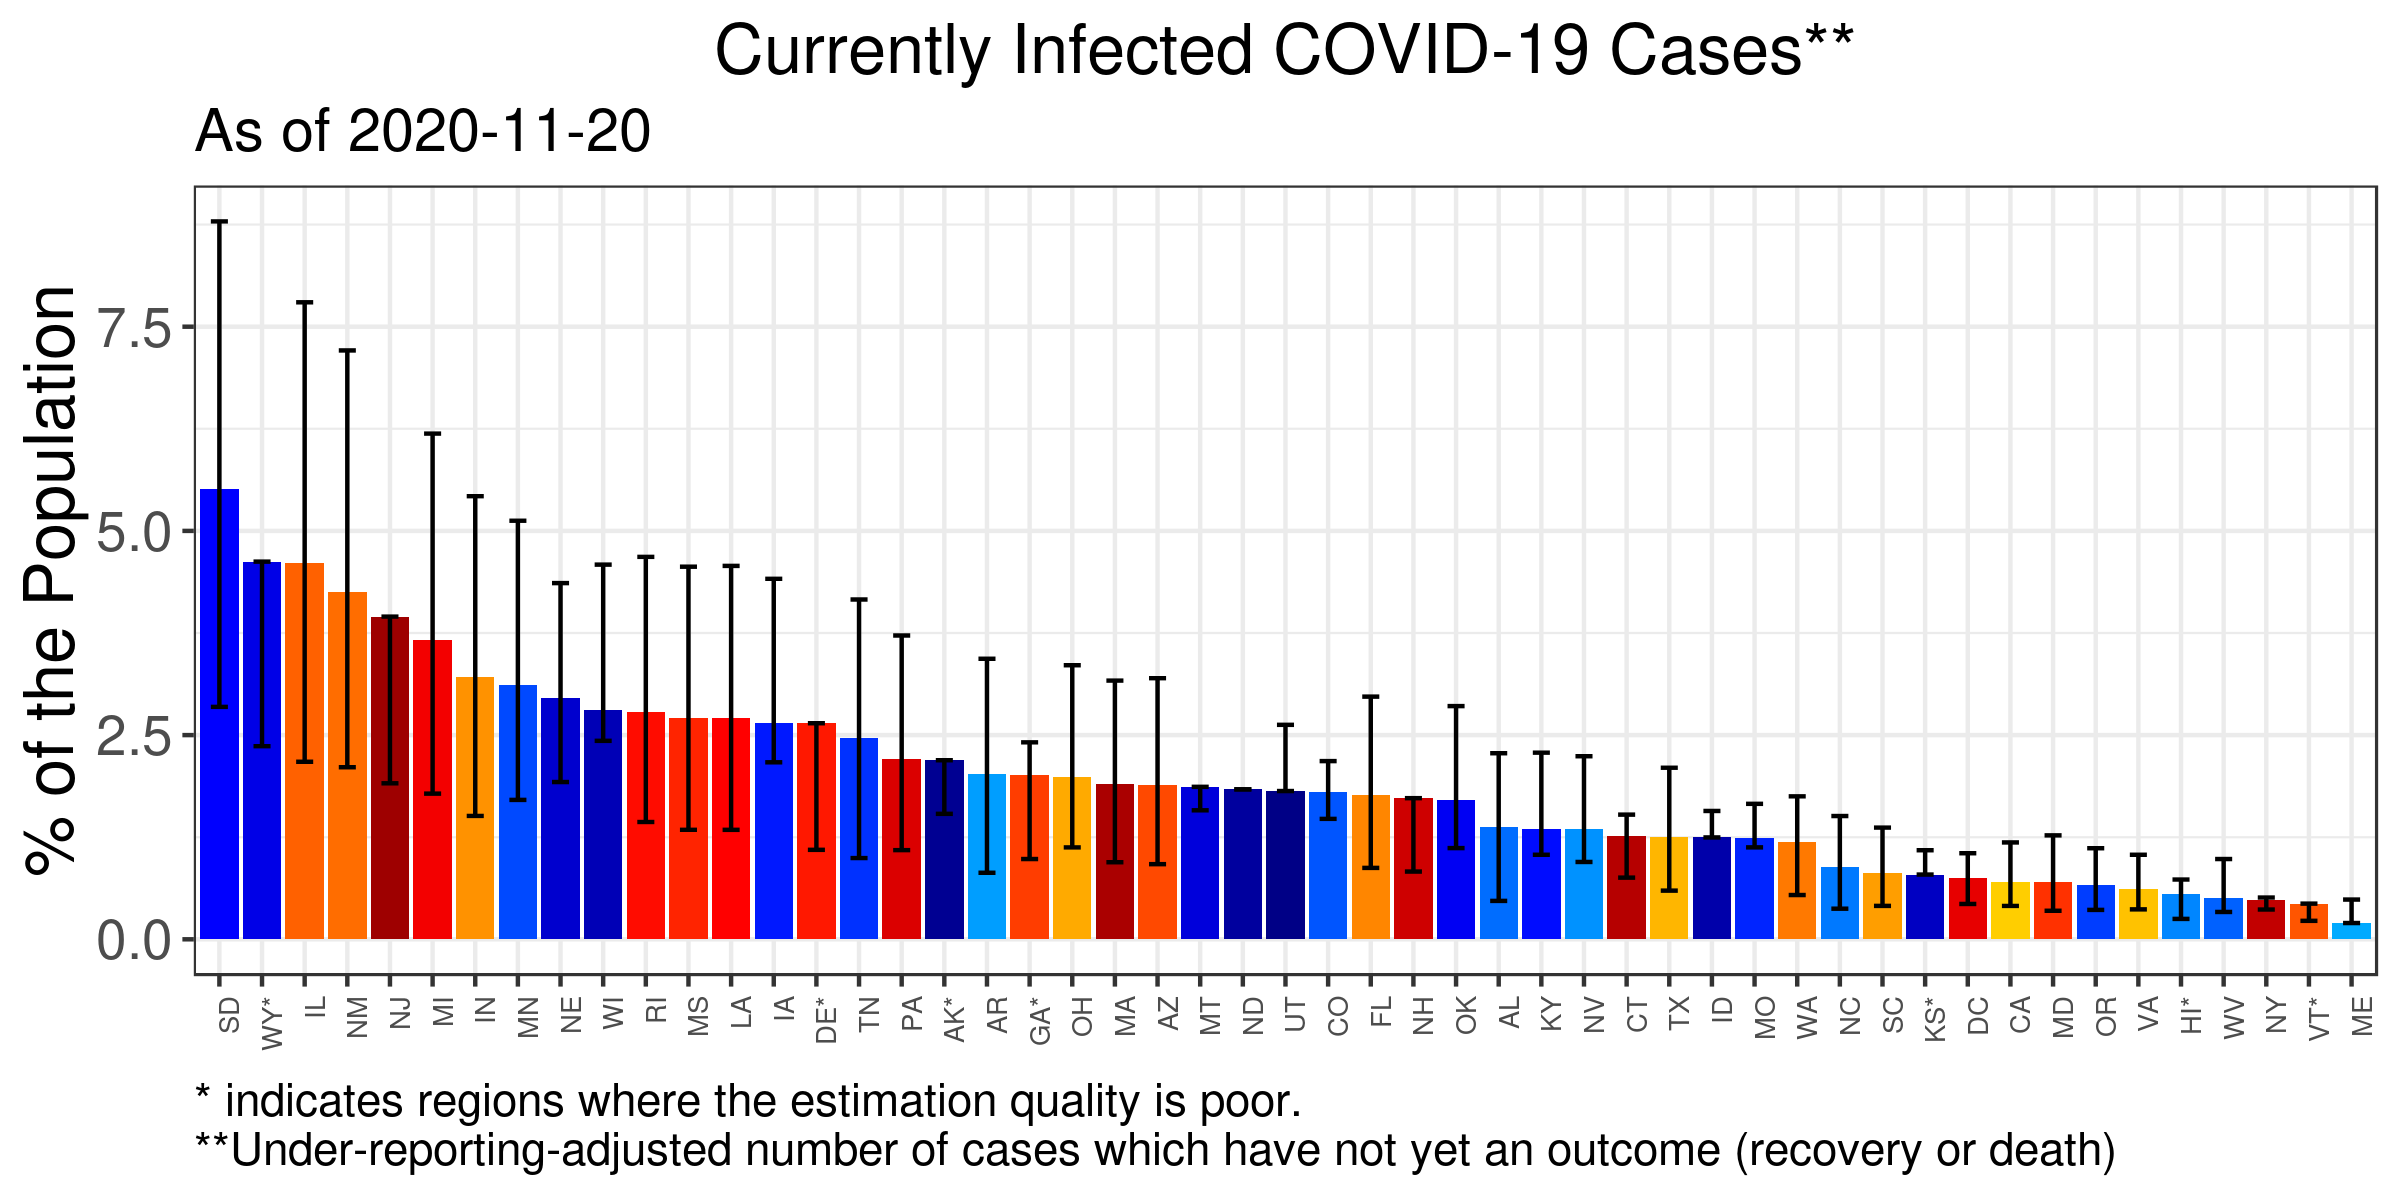 Currently Infected COVID-19 Cases**
As of 2020-11-20
% of the Population
7.5
5.0
2.5
0.0
SD WY* IL NM NJ MI IN MN NE WI RI MS LA IA DE* TN PA AK* AR GA* OH MA AZ MT ND UT CO FL NH OK AL KY NV CT TX ID MO WA NC SC KS* DC CA MD OR VA HI* WV NY VT* ME
* indicates regions where the estimation quality is poor.
**Under-reporting-adjusted number of cases which have not yet an outcome (recovery or death)